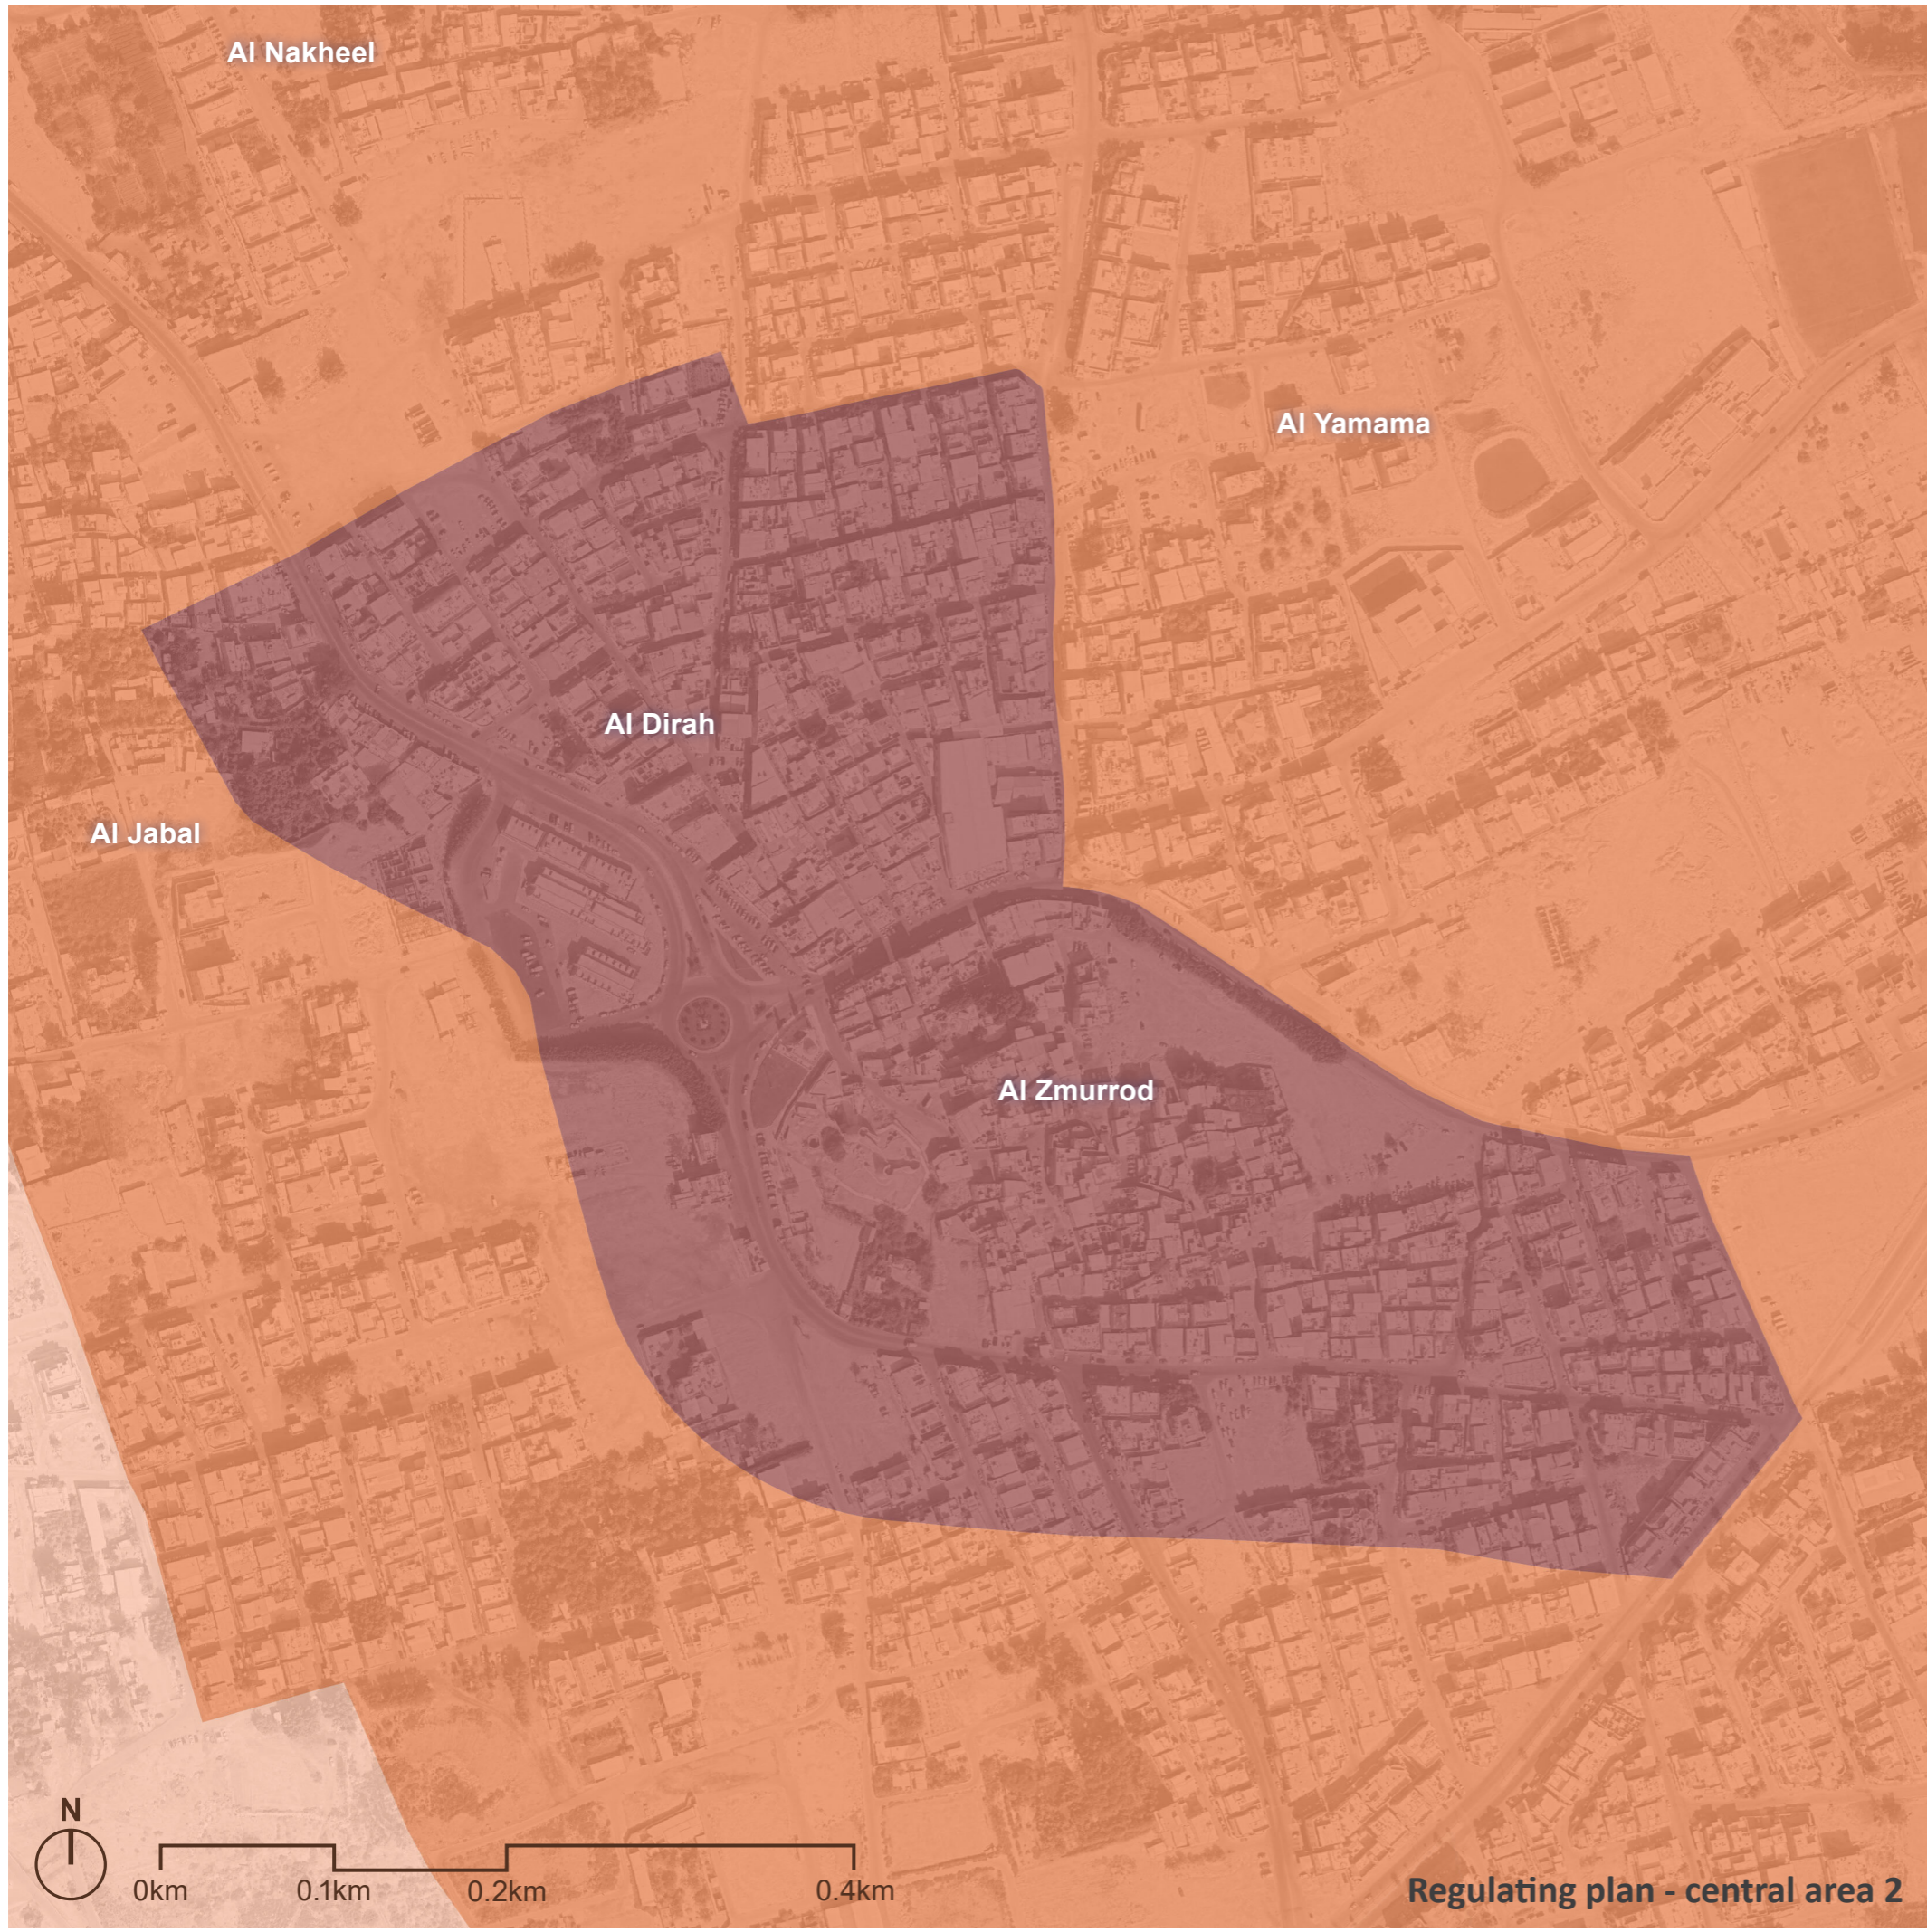 Al Nakheel
Al Yamama
Al Dirah
Al Jabal
Al Zmurrod
N
0km 0.1km 0.2km 0.4km
Regulating plan - central area 2